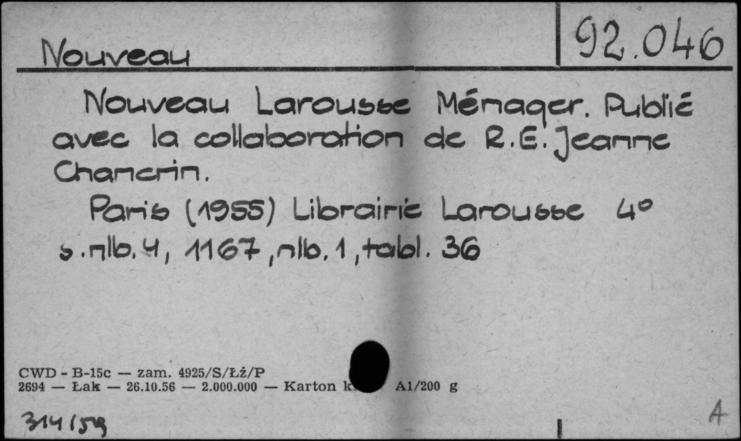 Nouveau
92.046
Nouveau Larousse Ménager. Publié
avec la collaboration de R.E. Jeanne
Chancrin.
Paris (1955) Librairie Larousse 4°
s.nlb.4, 1167, nlb.1, tabl. 36
CWD - B-15c — zam. 4925/S/Łź/P
2694 — Łak — 26.10.56 — 2.000.000 — Karton A1/200 g
314/59
A